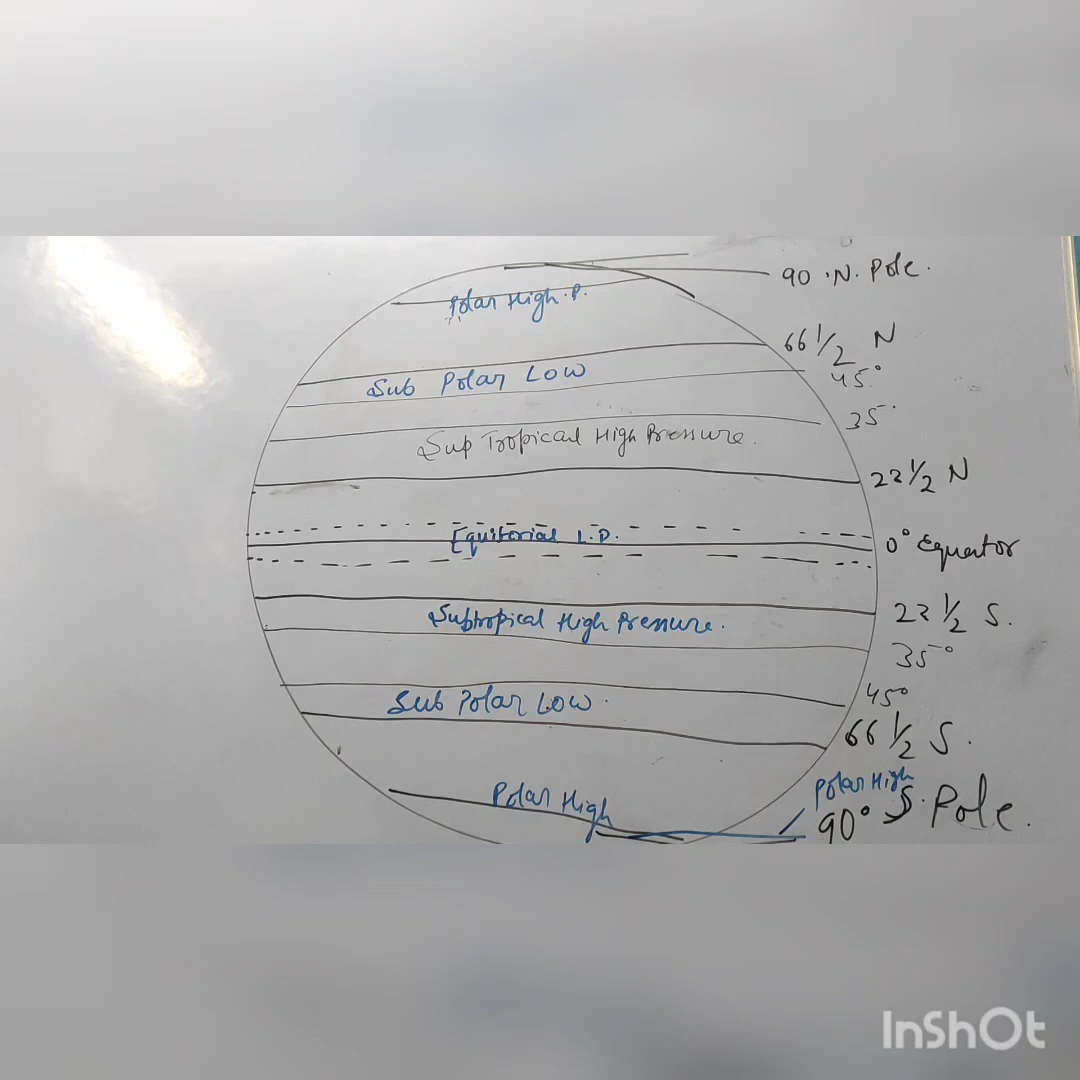 90 .N. Pole.
Polar High.P.
66 1/2 N
Sub Polar Low
45°
35°
Sup Tropical High Pressure.
22 1/2 N
Equitorial L.P.
0° Equator
22 1/2 S.
Subtropical High Pressure.
35°
45°
Sub Polar Low.
66 1/2 S.
Polar High
Polar High
90° S. Pole.
InShOt